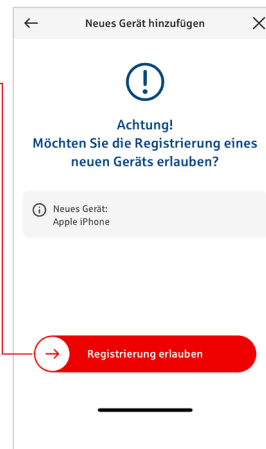 Neues Gerät hinzufügen
Achtung!
Möchten Sie die Registrierung eines
neuen Geräts erlauben?
Neues Gerät:
Apple iPhone
Registrierung erlauben